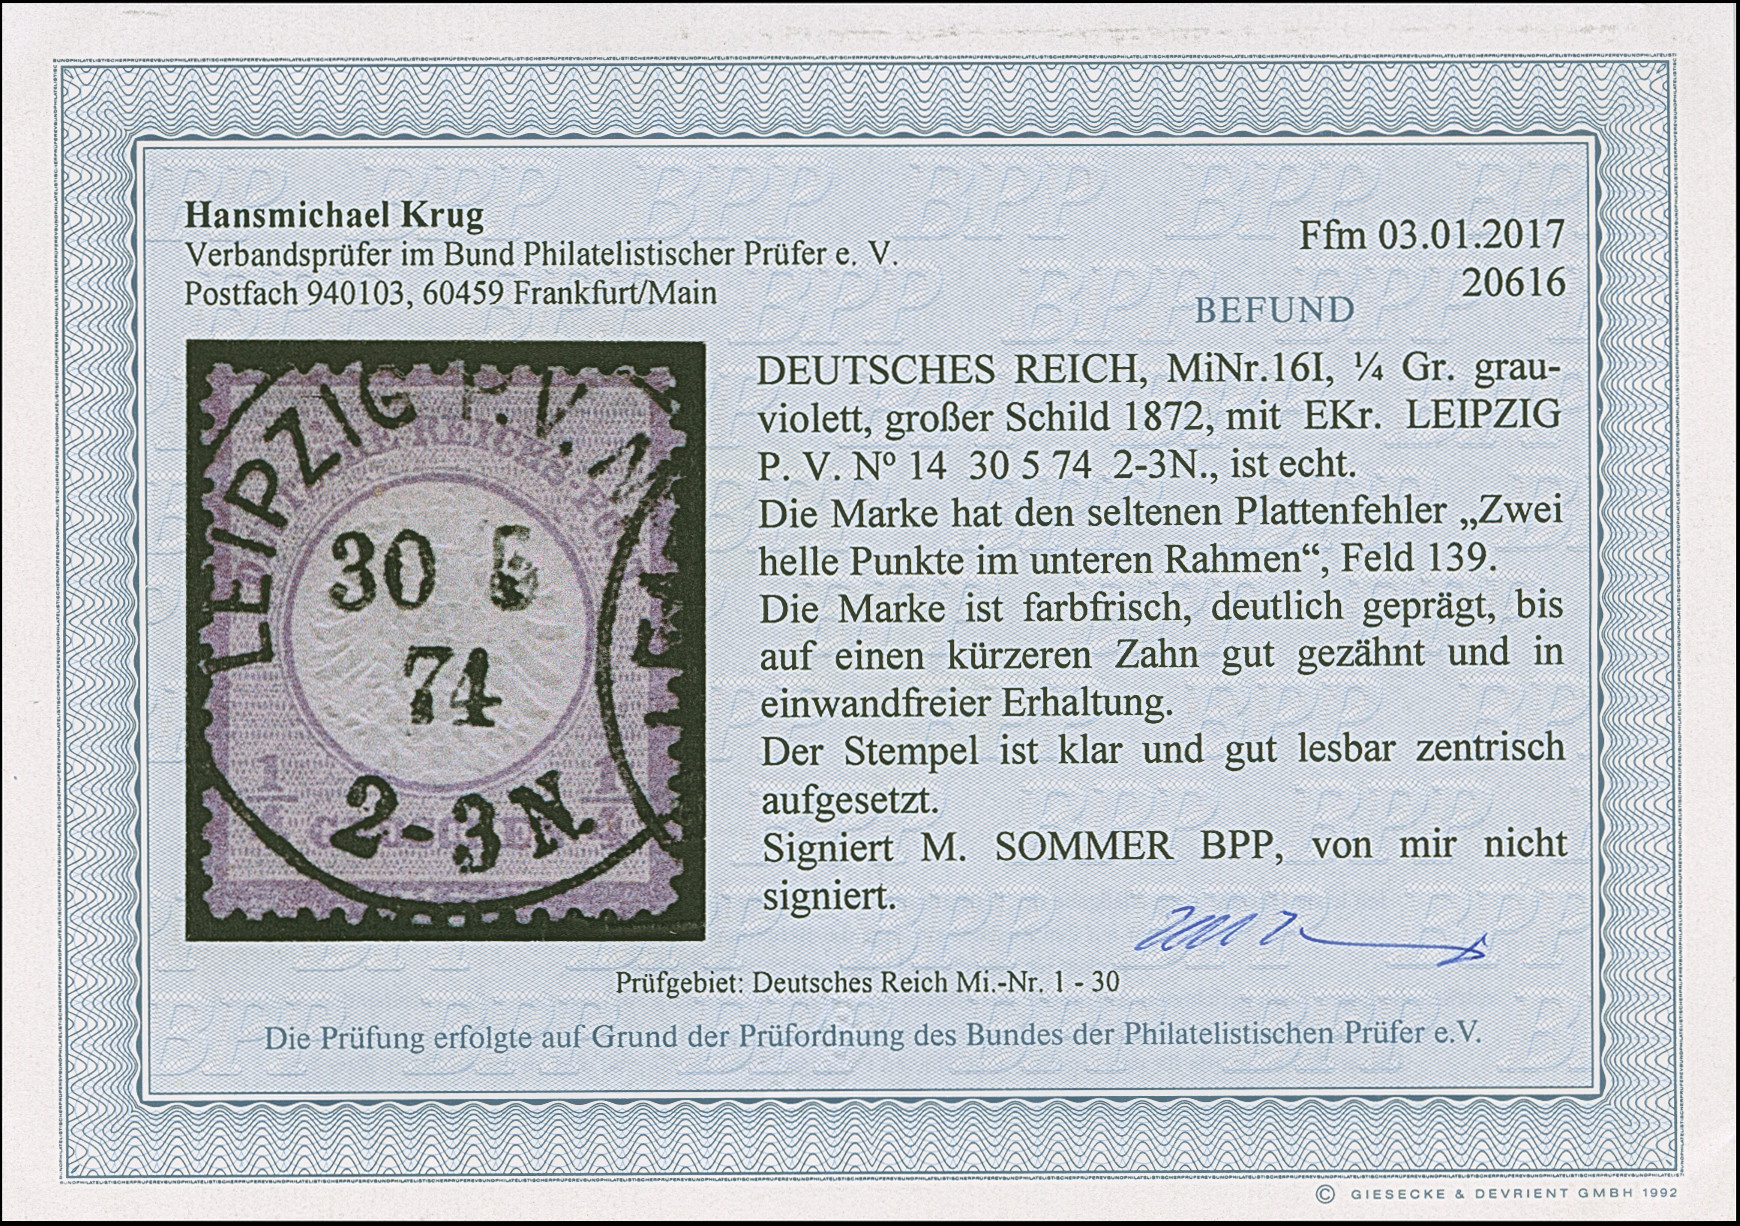 Hansmichael Krug
Verbandsprüfer im Bund Philatelistischer Prüfer e. V.
Postfach 940103, 60459 Frankfurt/Main
Ffm 03.01.2017
20616
BEFUND
LEIPZIG P.V.
30 5
74
2-3N.
DEUTSCHES REICH, MiNr.16I, ¼ Gr. grau-
violett, großer Schild 1872, mit EKr. LEIPZIG
P. V. Nº 14 30 5 74 2-3N., ist echt.
Die Marke hat den seltenen Plattenfehler „Zwei
helle Punkte im unteren Rahmen“, Feld 139.
Die Marke ist farbfrisch, deutlich geprägt, bis
auf einen kürzeren Zahn gut gezähnt und in
einwandfreier Erhaltung.
Der Stempel ist klar und gut lesbar zentrisch
aufgesetzt.
Signiert M. SOMMER BPP, von mir nicht
signiert.
Prüfgebiet: Deutsches Reich Mi.-Nr. 1 - 30
Die Prüfung erfolgte auf Grund der Prüfordnung des Bundes der Philatelistischen Prüfer e.V.
© GIESECKE & DEVRIENT GMBH 1992